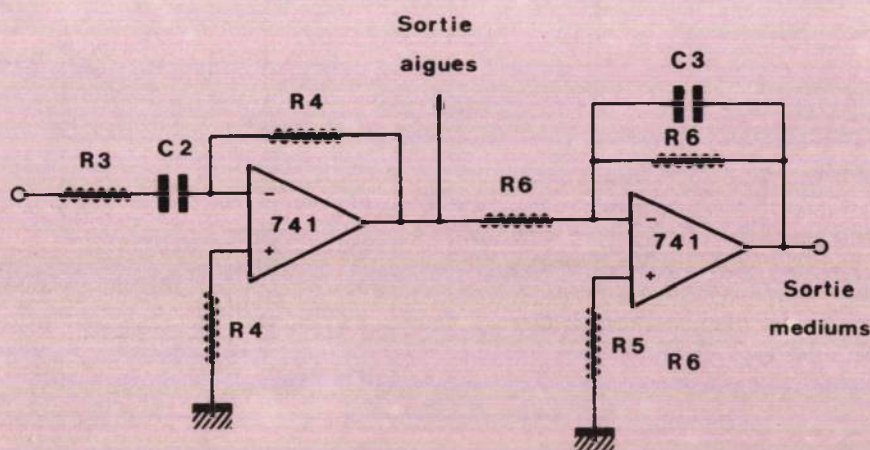 Sortie
aigues
C3
R4
R3
C2
R6
R6
-
741
+
-
741
+
R4
R5
R6
Sortie
mediums